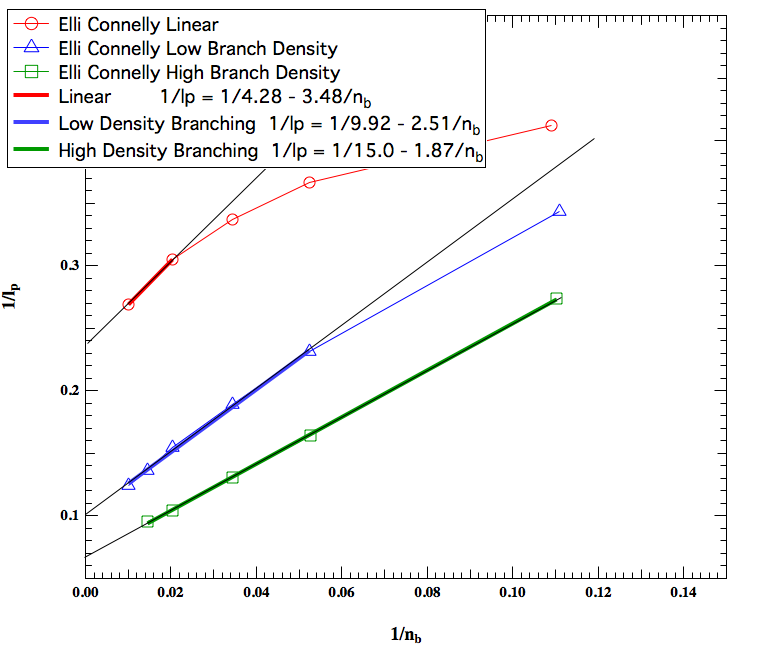 Elli Connelly Linear
Elli Connelly Low Branch Density
Elli Connelly High Branch Density
Linear 1/lp = 1/4.28 - 3.48/nb
Low Density Branching 1/lp = 1/9.92 - 2.51/nb
High Density Branching 1/lp = 1/15.0 - 1.87/nb
0.3
1/lp
0.2
0.1
0.00 0.02 0.04 0.06 0.08 0.10 0.12 0.14
1/nb